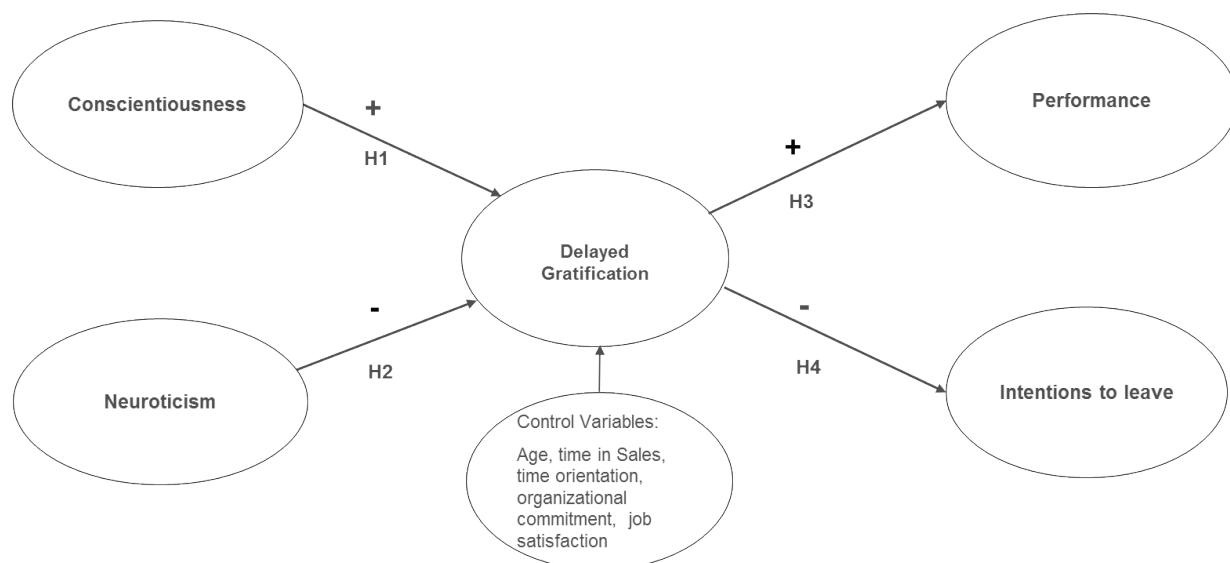 Conscientiousness
+
H1
Performance
+
H3
Delayed
Gratification
Neuroticism
-
H2
-
H4
Intentions to leave
Control Variables:
Age, time in Sales,
time orientation,
organizational
commitment, job
satisfaction